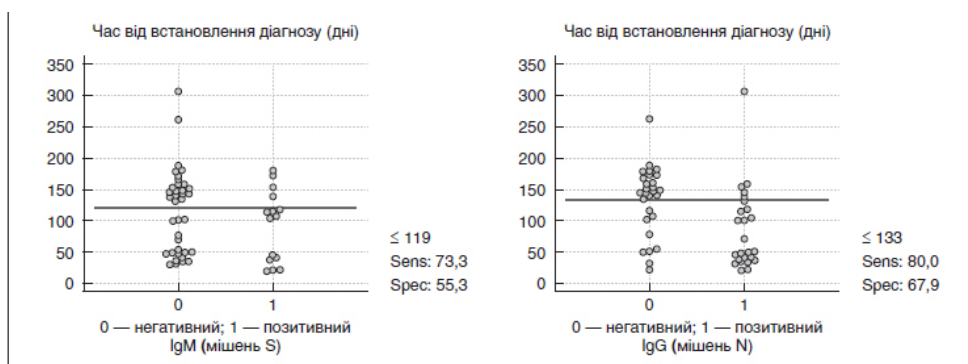 Час від встановлення діагнозу (дні)
350
300
250
200
150
100
50
0
0
1
0 — негативний; 1 — позитивний
IgM (мішень S)
≤ 119
Sens: 73,3
Spec: 55,3
Час від встановлення діагнозу (дні)
350
300
250
200
150
100
50
0
0
1
0 — негативний; 1 — позитивний
IgG (мішень N)
≤ 133
Sens: 80,0
Spec: 67,9